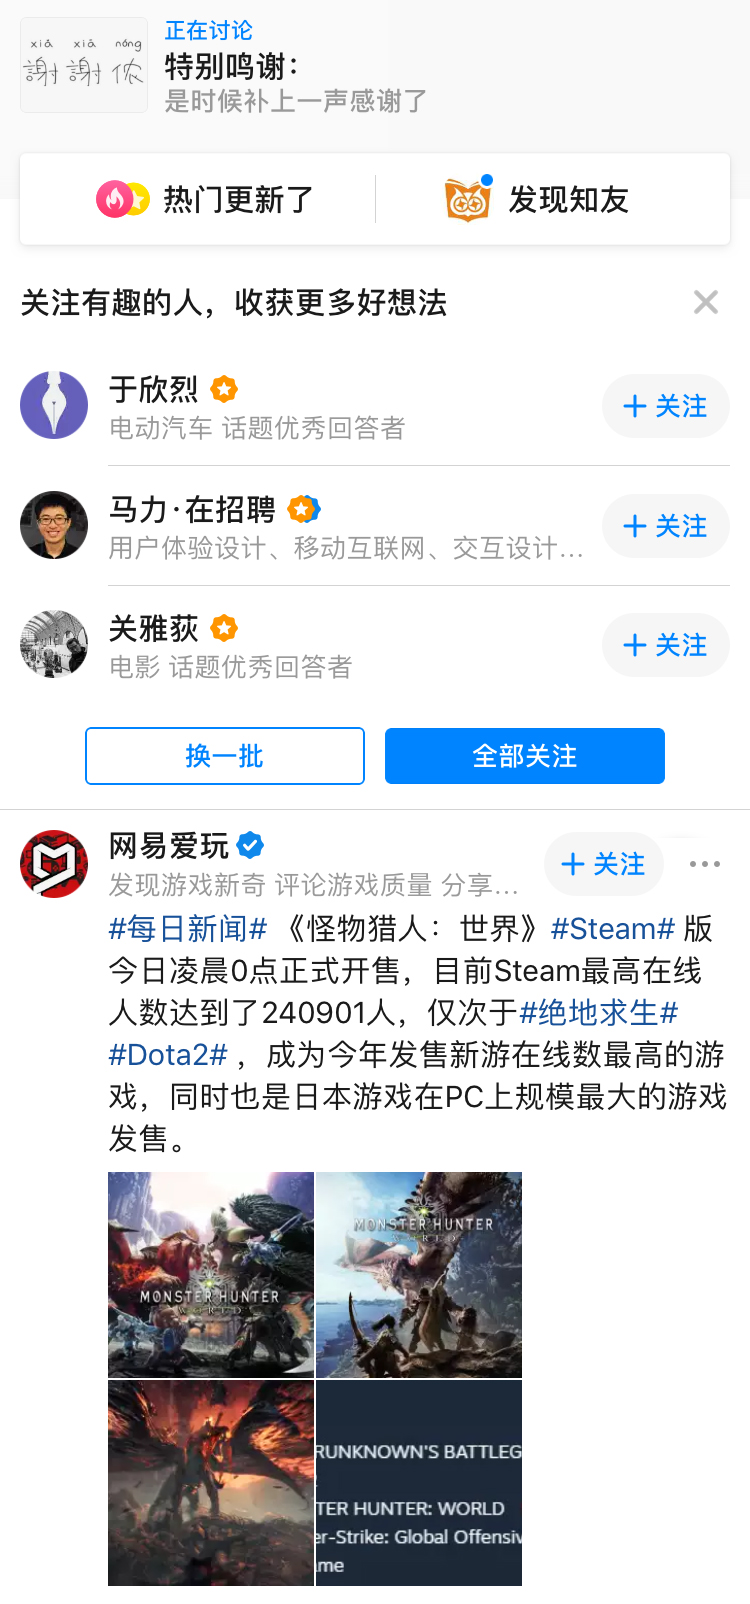 xiǎ xiǎ nóng
謝謝侬
正在讨论
特别鸣谢：
是时候补上一声感谢了
热门更新了
发现知友
关注有趣的人，收获更多好想法
于欣烈
电动汽车 话题优秀回答者
+ 关注
马力·在招聘
用户体验设计、移动互联网、交互设计...
+ 关注
关雅荻
电影 话题优秀回答者
+ 关注
换一批
全部关注
网易爱玩
发现游戏新奇 评论游戏质量 分享...
+ 关注
#每日新闻# 《怪物猎人：世界》#Steam# 版
今日凌晨0点正式开售，目前Steam最高在线
人数达到了240901人，仅次于#绝地求生#
#Dota2# ，成为今年发售新游在线数最高的游
戏，同时也是日本游戏在PC上规模最大的游戏
发售。
MONSTER HUNTER
WORLD
MONSTER HUNTER
WORLD
RUNKNOWN'S BATTLEG
TER HUNTER: WORLD
er-Strike: Global Offensiv
me